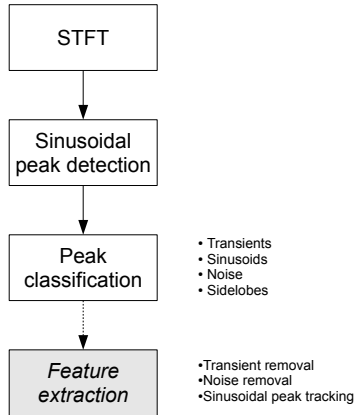 STFT
Sinusoidal
peak detection
Peak
classification
• Transients
• Sinusoids
• Noise
• Sidelobes
Feature
extraction
•Transient removal
•Noise removal
•Sinusoidal peak tracking